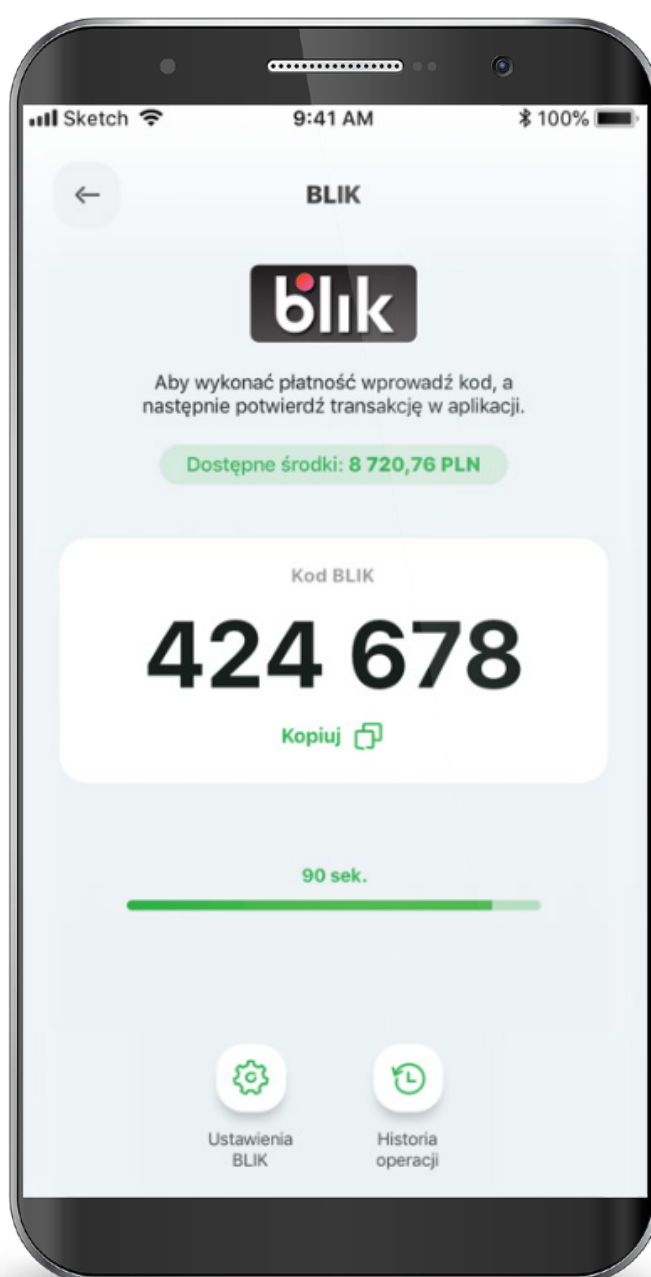 Sketch 9:41 AM 100%
BLIK
blik
Aby wykonać płatność wprowadź kod, a
następnie potwierdź transakcję w aplikacji.
Dostępne środki: 8 720,76 PLN
Kod BLIK
424 678
Kopiuj
90 sek.
Ustawienia
BLIK
Historia
operacji